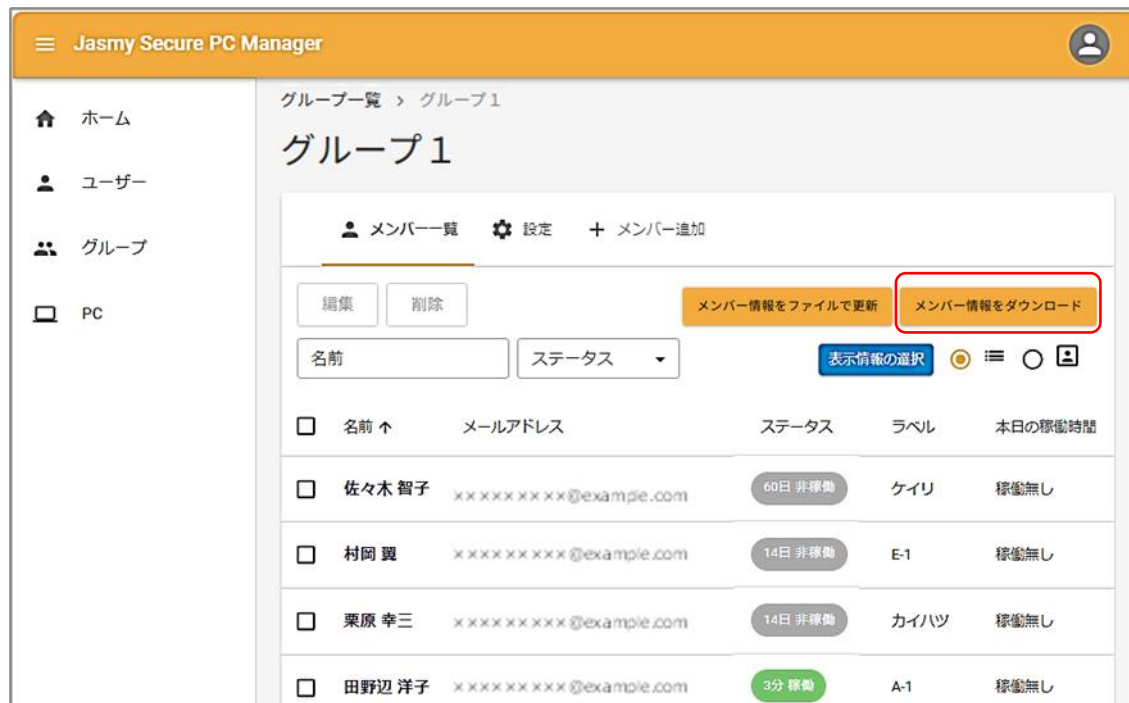 Jasmy Secure PC Manager
ホーム
ユーザー
グループ
PC
グループ一覧 › グループ１
グループ１
メンバー一覧 設定 + メンバー追加
編集 削除 メンバー情報をファイルで更新 メンバー情報をダウンロード
名前 ステータス 表示情報の選択
名前 ↑ メールアドレス ステータス ラベル 本日の稼働時間
佐々木 智子 ×××××××××@example.com 60日 非稼働 ケイリ 稼働無し
村岡 翼 ×××××××××@example.com 14日 非稼働 E-1 稼働無し
栗原 幸三 ×××××××××@example.com 14日 非稼働 カイハツ 稼働無し
田野辺 洋子 ×××××××××@example.com 3分 稼働 A-1 稼働無し